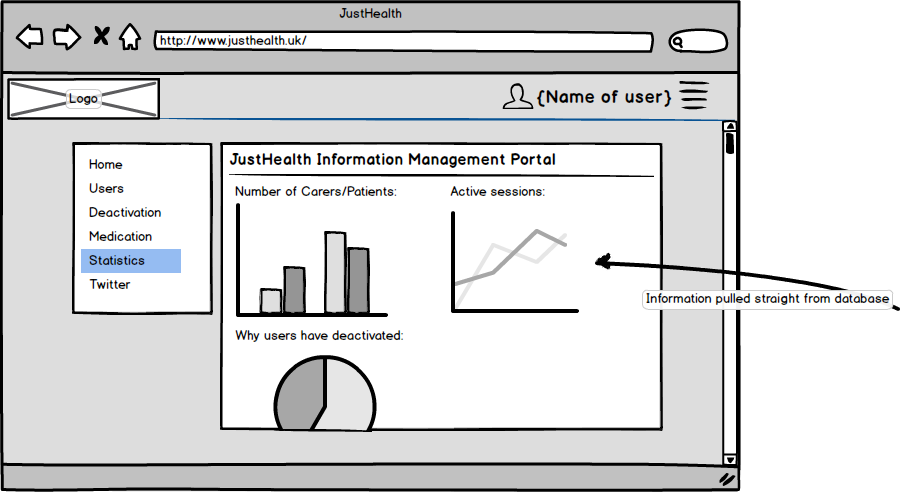 JustHealth
http://www.justhealth.uk/
Logo
{Name of user}
Home
Users
Deactivation
Medication
Statistics
Twitter
JustHealth Information Management Portal
Number of Carers/Patients:
Active sessions:
Information pulled straight from database
Why users have deactivated: